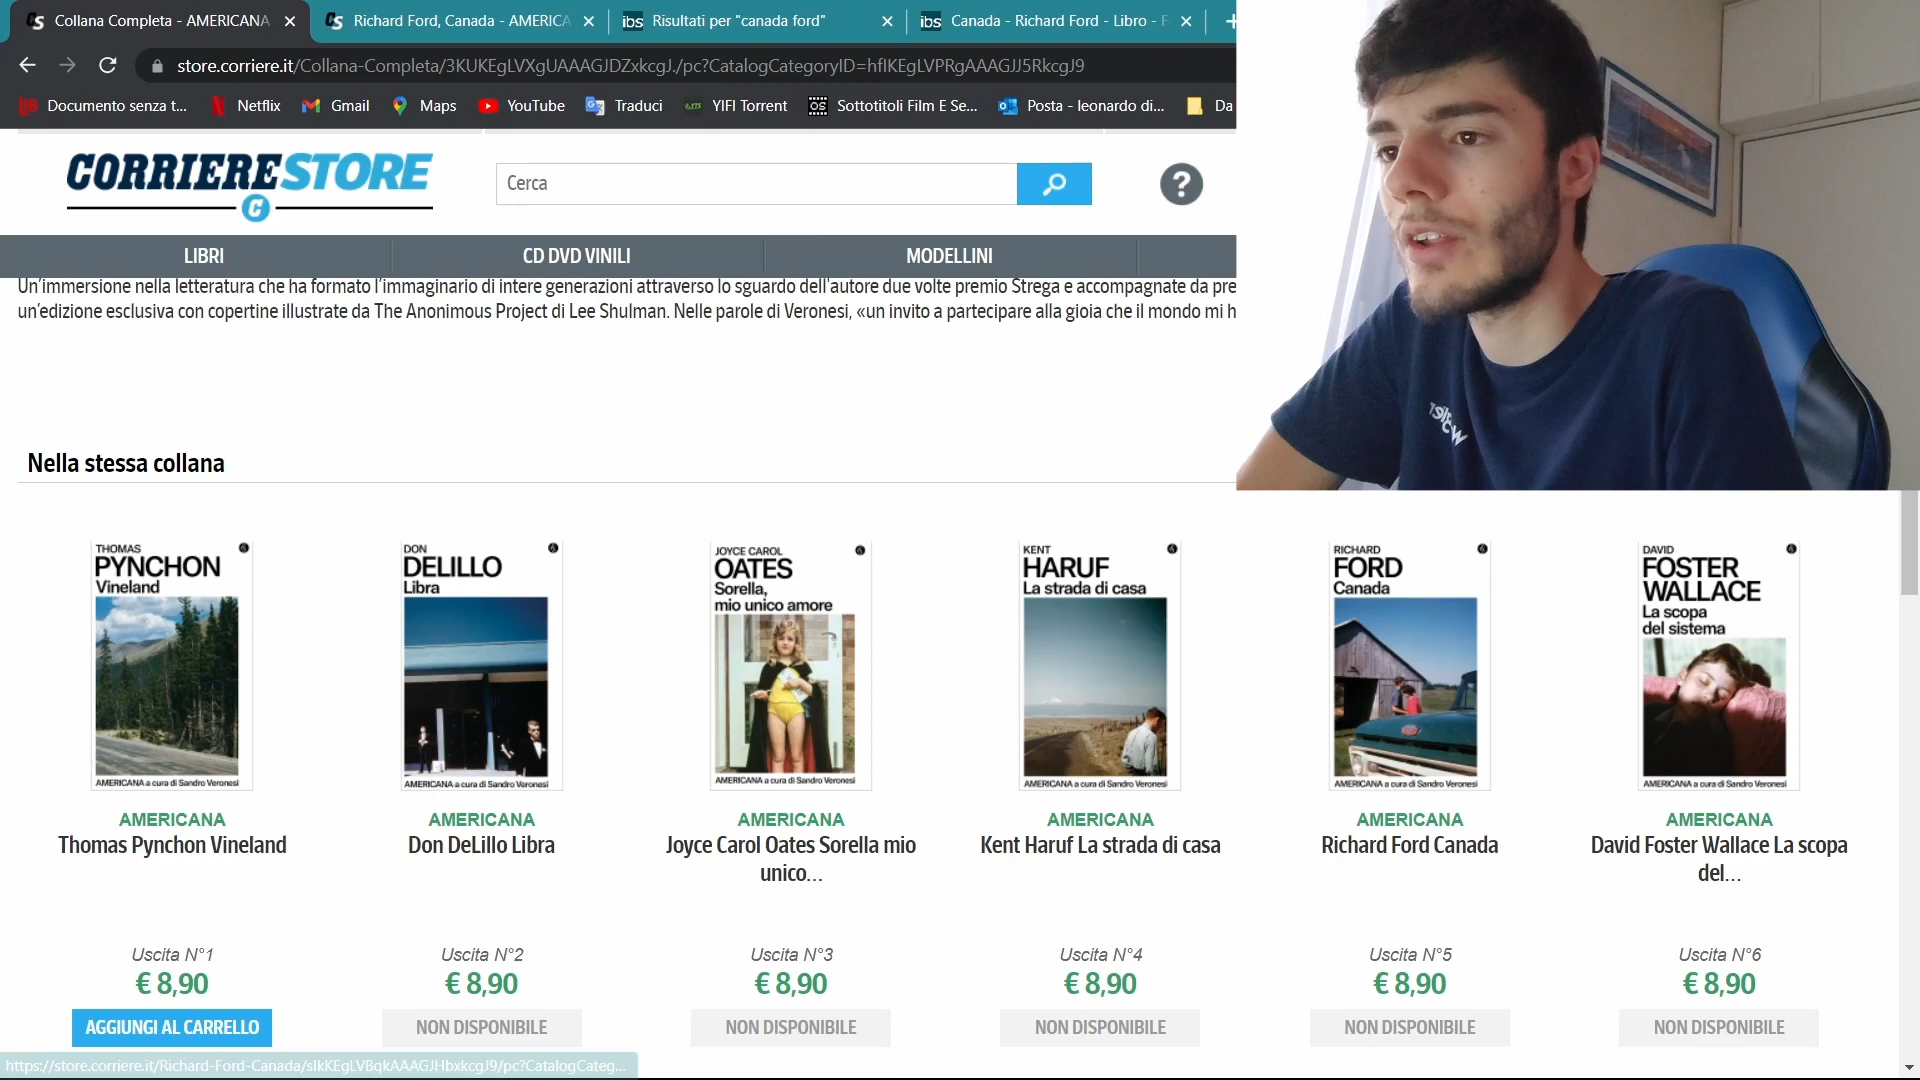 Collana Completa - AMERICANA
Richard Ford, Canada - AMERICA
ibs Risultati per "canada ford"
ibs Canada - Richard Ford - Libro - F
store.corriere.it/Collana-Completa/3KUKEgLVXgUAAAGJDZxkcgJ./pc?CatalogCategoryID=hflKEgLVPRgAAAGJJ5RkcgJ9
Documento senza t...
Netflix
Gmail
Maps
YouTube
Traduci
YIFI Torrent
OS Sottotitoli Film E Se...
Posta - leonardo di...
Da
CORRIERESTORE
C
Cerca
?
LIBRI
CD DVD VINILI
MODELLINI
Un'immersione nella letteratura che ha formato l'immaginario di intere generazioni attraverso lo sguardo dell'autore due volte premio Strega e accompagnate da pre
un'edizione esclusiva con copertine illustrate da The Anonimous Project di Lee Shulman. Nelle parole di Veronesi, «un invito a partecipare alla gioia che il mondo mi h
Nella stessa collana
THOMAS
PYNCHON
Vineland
AMERICANA a cura di Sandro Veronesi
DON
DELILLO
Libra
AMERICANA a cura di Sandro Veronesi
JOYCE CAROL
OATES
Sorella,
mio unico amore
AMERICANA a cura di Sandro Veronesi
KENT
HARUF
La strada di casa
AMERICANA a cura di Sandro Veronesi
RICHARD
FORD
Canada
AMERICANA a cura di Sandro Veronesi
DAVID
FOSTER
WALLACE
La scopa
del sistema
AMERICANA a cura di Sandro Veronesi
AMERICANA
Thomas Pynchon Vineland
AMERICANA
Don DeLillo Libra
AMERICANA
Joyce Carol Oates Sorella mio
unico...
AMERICANA
Kent Haruf La strada di casa
AMERICANA
Richard Ford Canada
AMERICANA
David Foster Wallace La scopa
del...
Uscita N°1
€ 8,90
AGGIUNGI AL CARRELLO
Uscita N°2
€ 8,90
NON DISPONIBILE
Uscita N°3
€ 8,90
NON DISPONIBILE
Uscita N°4
€ 8,90
NON DISPONIBILE
Uscita N°5
€ 8,90
NON DISPONIBILE
Uscita N°6
€ 8,90
NON DISPONIBILE
https://store.corriere.it/Richard-Ford-Canada/slkKEgLVBqkAAAGJHbxkcgJ9/pc?CatalogCateg...